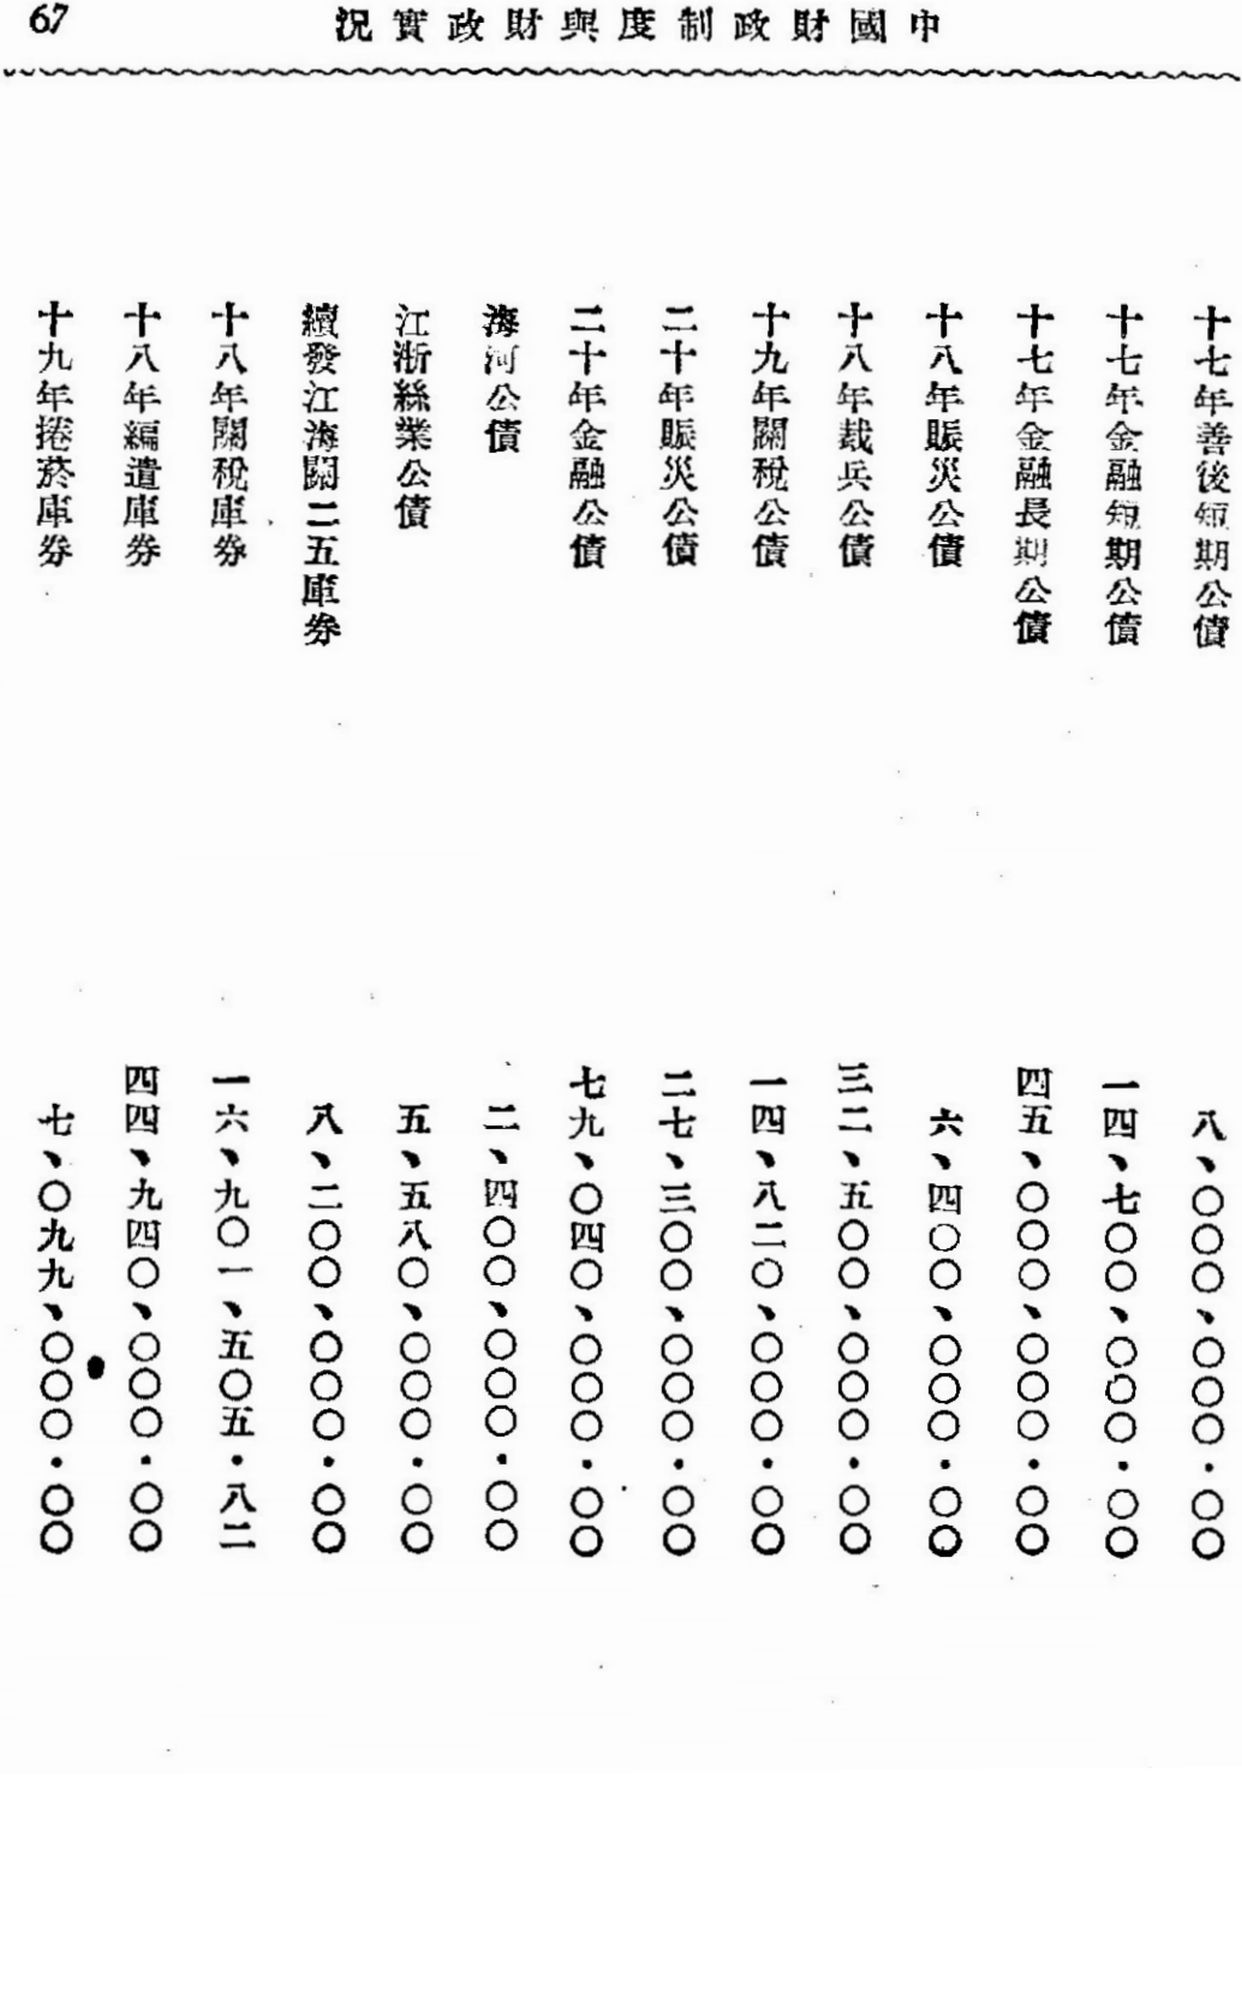 67
中國財政制度與財政實況
十七年善後短期公債 八、〇〇〇、〇〇〇·〇〇
十七年金融短期公債 一四、七〇〇、〇〇〇·〇〇
十七年金融長期公債 四五、〇〇〇、〇〇〇·〇〇
十八年賑災公債 六、四〇〇、〇〇〇·〇〇
十八年裁兵公債 三二、五〇〇、〇〇〇·〇〇
十九年關稅公債 一四、八二〇、〇〇〇·〇〇
二十年賑災公債 二七、三〇〇、〇〇〇·〇〇
二十年金融公債 七九、〇四〇、〇〇〇·〇〇
海河公債 二、四〇〇、〇〇〇·〇〇
江浙絲業公債 五、五八〇、〇〇〇·〇〇
續發江海關二五庫券 八、二〇〇、〇〇〇·〇〇
十八年關稅庫券 一六、九〇一、五〇五·八二
十八年編遣庫券 四四、九四〇、〇〇〇·〇〇
十九年捲菸庫券 七、〇九九、〇〇〇·〇〇